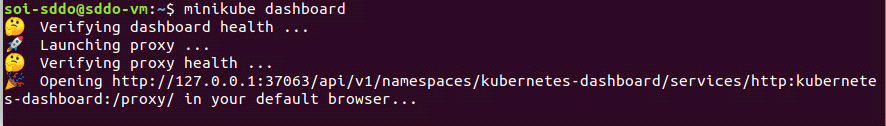 soi-sddo@sddo-vm:~$ minikube dashboard
🤔  Verifying dashboard health ...
🚀  Launching proxy ...
🤔  Verifying proxy health ...
🎉  Opening http://127.0.0.1:37063/api/v1/namespaces/kubernetes-dashboard/services/http:kubernete
s-dashboard:/proxy/ in your default browser...